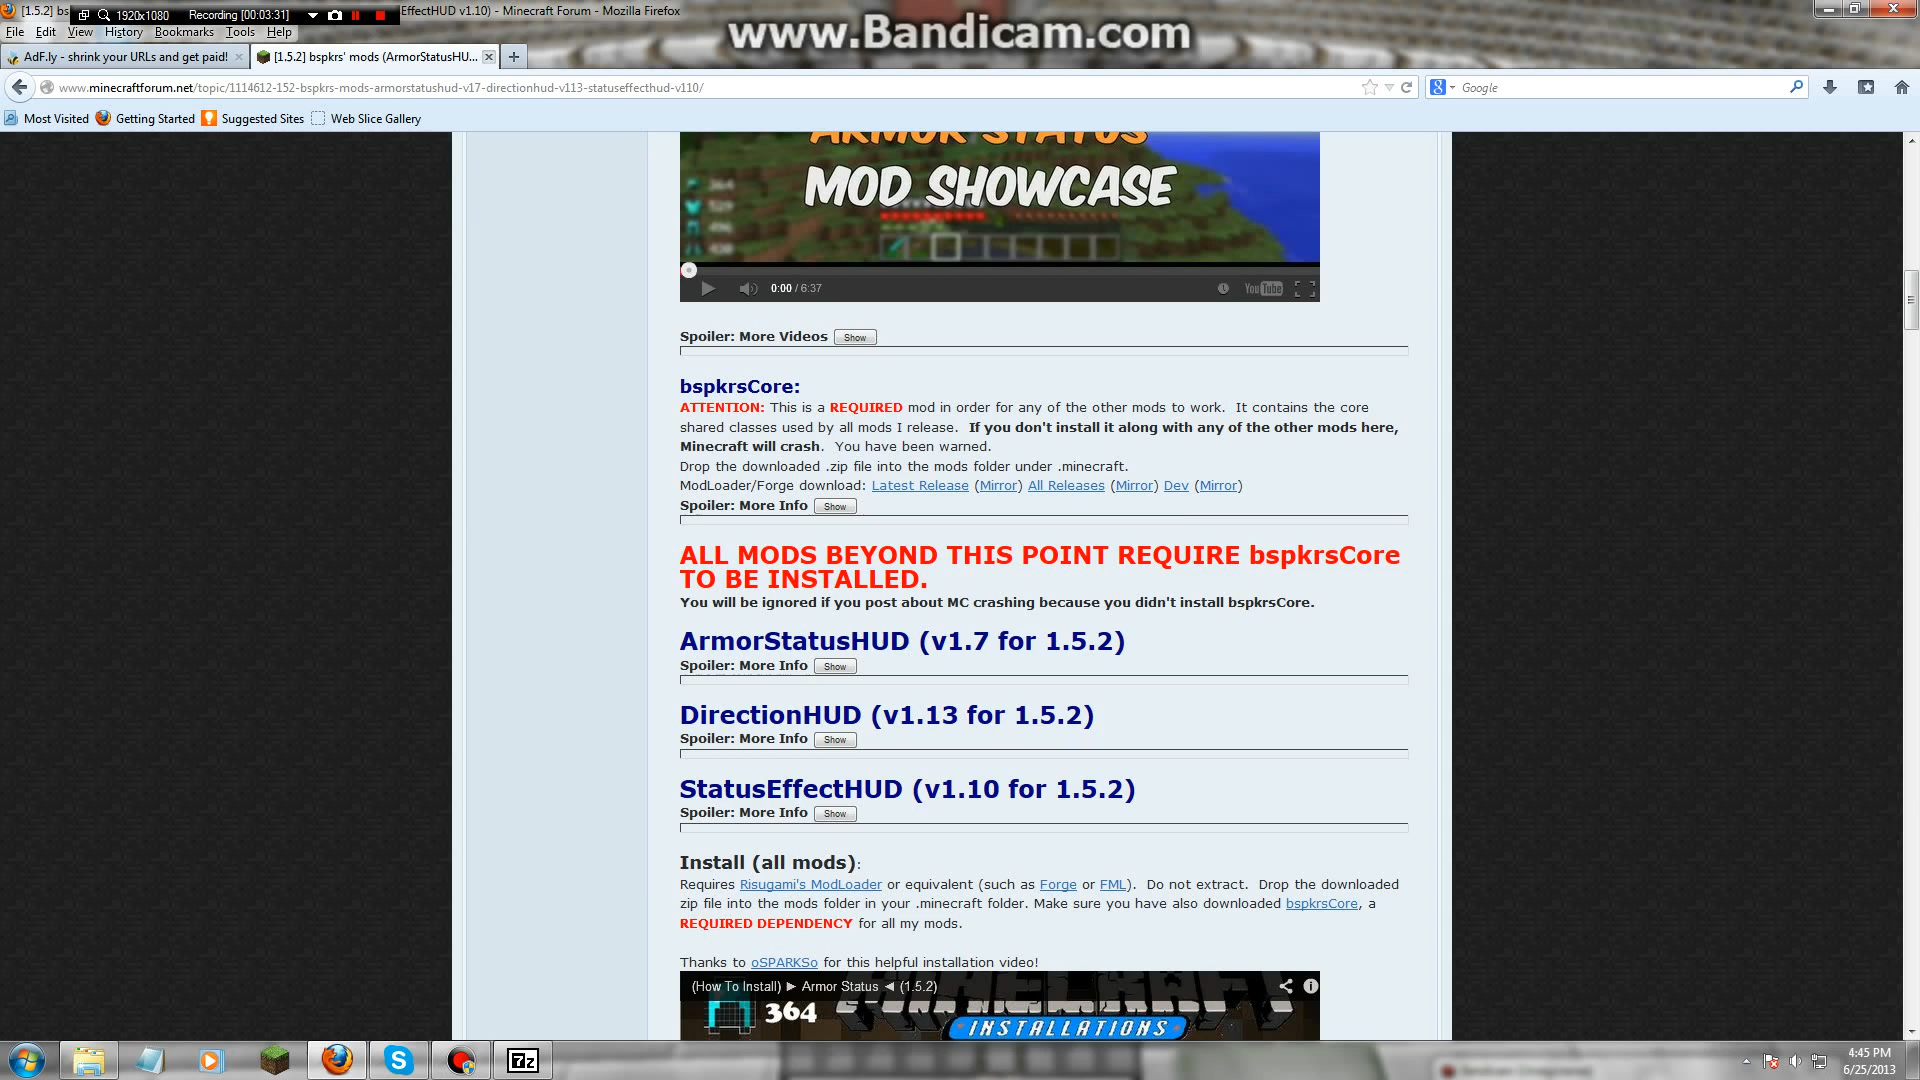 [1.5.2] bs
1920x1080 Recording [00:03:31]
EffectHUD v1.10) - Minecraft Forum - Mozilla Firefox
www.Bandicam.com
File Edit View History Bookmarks Tools Help
AdF.ly - shrink your URLs and get paid!
[1.5.2] bspkrs' mods (ArmorStatusHU...
www.minecraftforum.net/topic/1114612-152-bspkrs-mods-armorstatushud-v17-directionhud-v113-statuseffecthud-v110/
Google
Most Visited Getting Started Suggested Sites Web Slice Gallery
ARMOR STATUS
MOD SHOWCASE
364
529
496
430
0:00 / 6:37
YouTube
Spoiler: More Videos Show
bspkrsCore:
ATTENTION: This is a REQUIRED mod in order for any of the other mods to work. It contains the core
shared classes used by all mods I release. If you don't install it along with any of the other mods here,
Minecraft will crash. You have been warned.
Drop the downloaded .zip file into the mods folder under .minecraft.
ModLoader/Forge download: Latest Release (Mirror) All Releases (Mirror) Dev (Mirror)
Spoiler: More Info Show
ALL MODS BEYOND THIS POINT REQUIRE bspkrsCore
TO BE INSTALLED.
You will be ignored if you post about MC crashing because you didn't install bspkrsCore.
ArmorStatusHUD (v1.7 for 1.5.2)
Spoiler: More Info Show
DirectionHUD (v1.13 for 1.5.2)
Spoiler: More Info Show
StatusEffectHUD (v1.10 for 1.5.2)
Spoiler: More Info Show
Install (all mods):
Requires Risugami's ModLoader or equivalent (such as Forge or FML). Do not extract. Drop the downloaded
zip file into the mods folder in your .minecraft folder. Make sure you have also downloaded bspkrsCore, a
REQUIRED DEPENDENCY for all my mods.
Thanks to oSPARKSo for this helpful installation video!
(How To Install) ► Armor Status ◄ (1.5.2)
MINECRAFT
364
INSTALLATIONS
7z
4:45 PM
6/25/2013